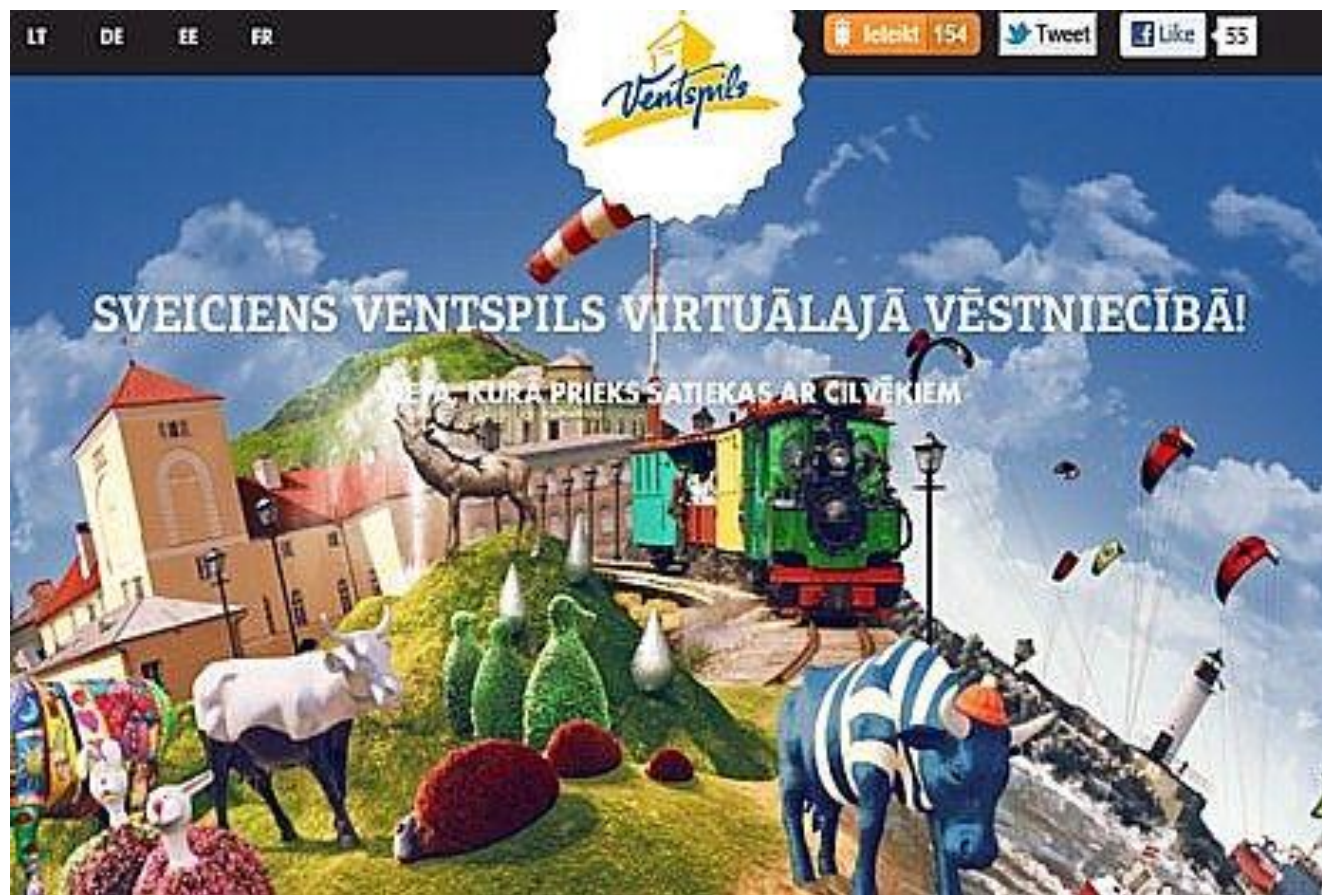 LT DE EE FR
Ieteikt 154 Tweet Like 55
Ventspils
SVEICIENS VENTSPILS VIRTUĀLAJĀ VĒSTNIECĪBĀ!
VIETA, KURĀ PRIEKS SATIEKAS AR CILVĒKIEM